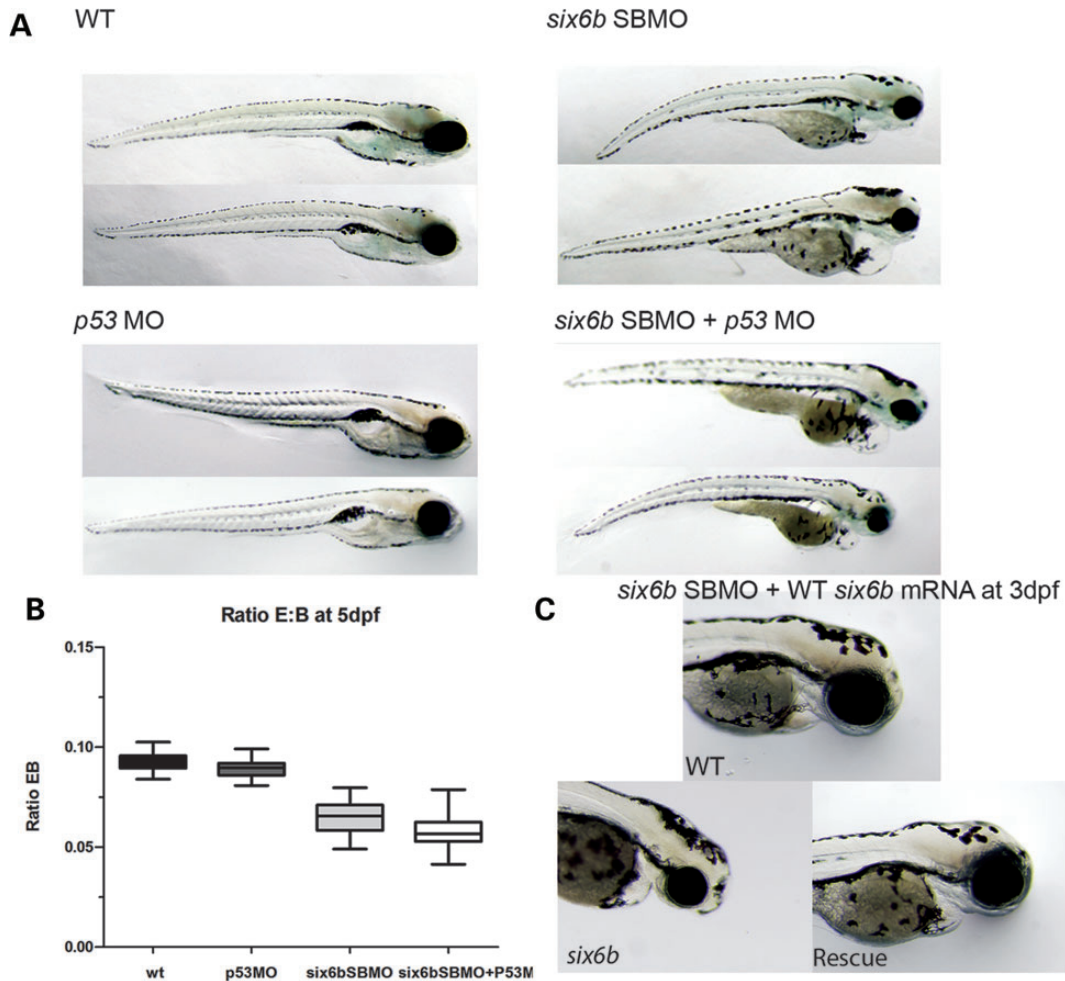 A
WT
six6b SBMO
p53 MO
six6b SBMO + p53 MO
B
Ratio E:B at 5dpf
Ratio EB
0.15
0.10
0.05
0.00
wt
p53MO
six6bSBMO
six6bSBMO+P53M
C
six6b SBMO + WT six6b mRNA at 3dpf
WT
six6b
Rescue